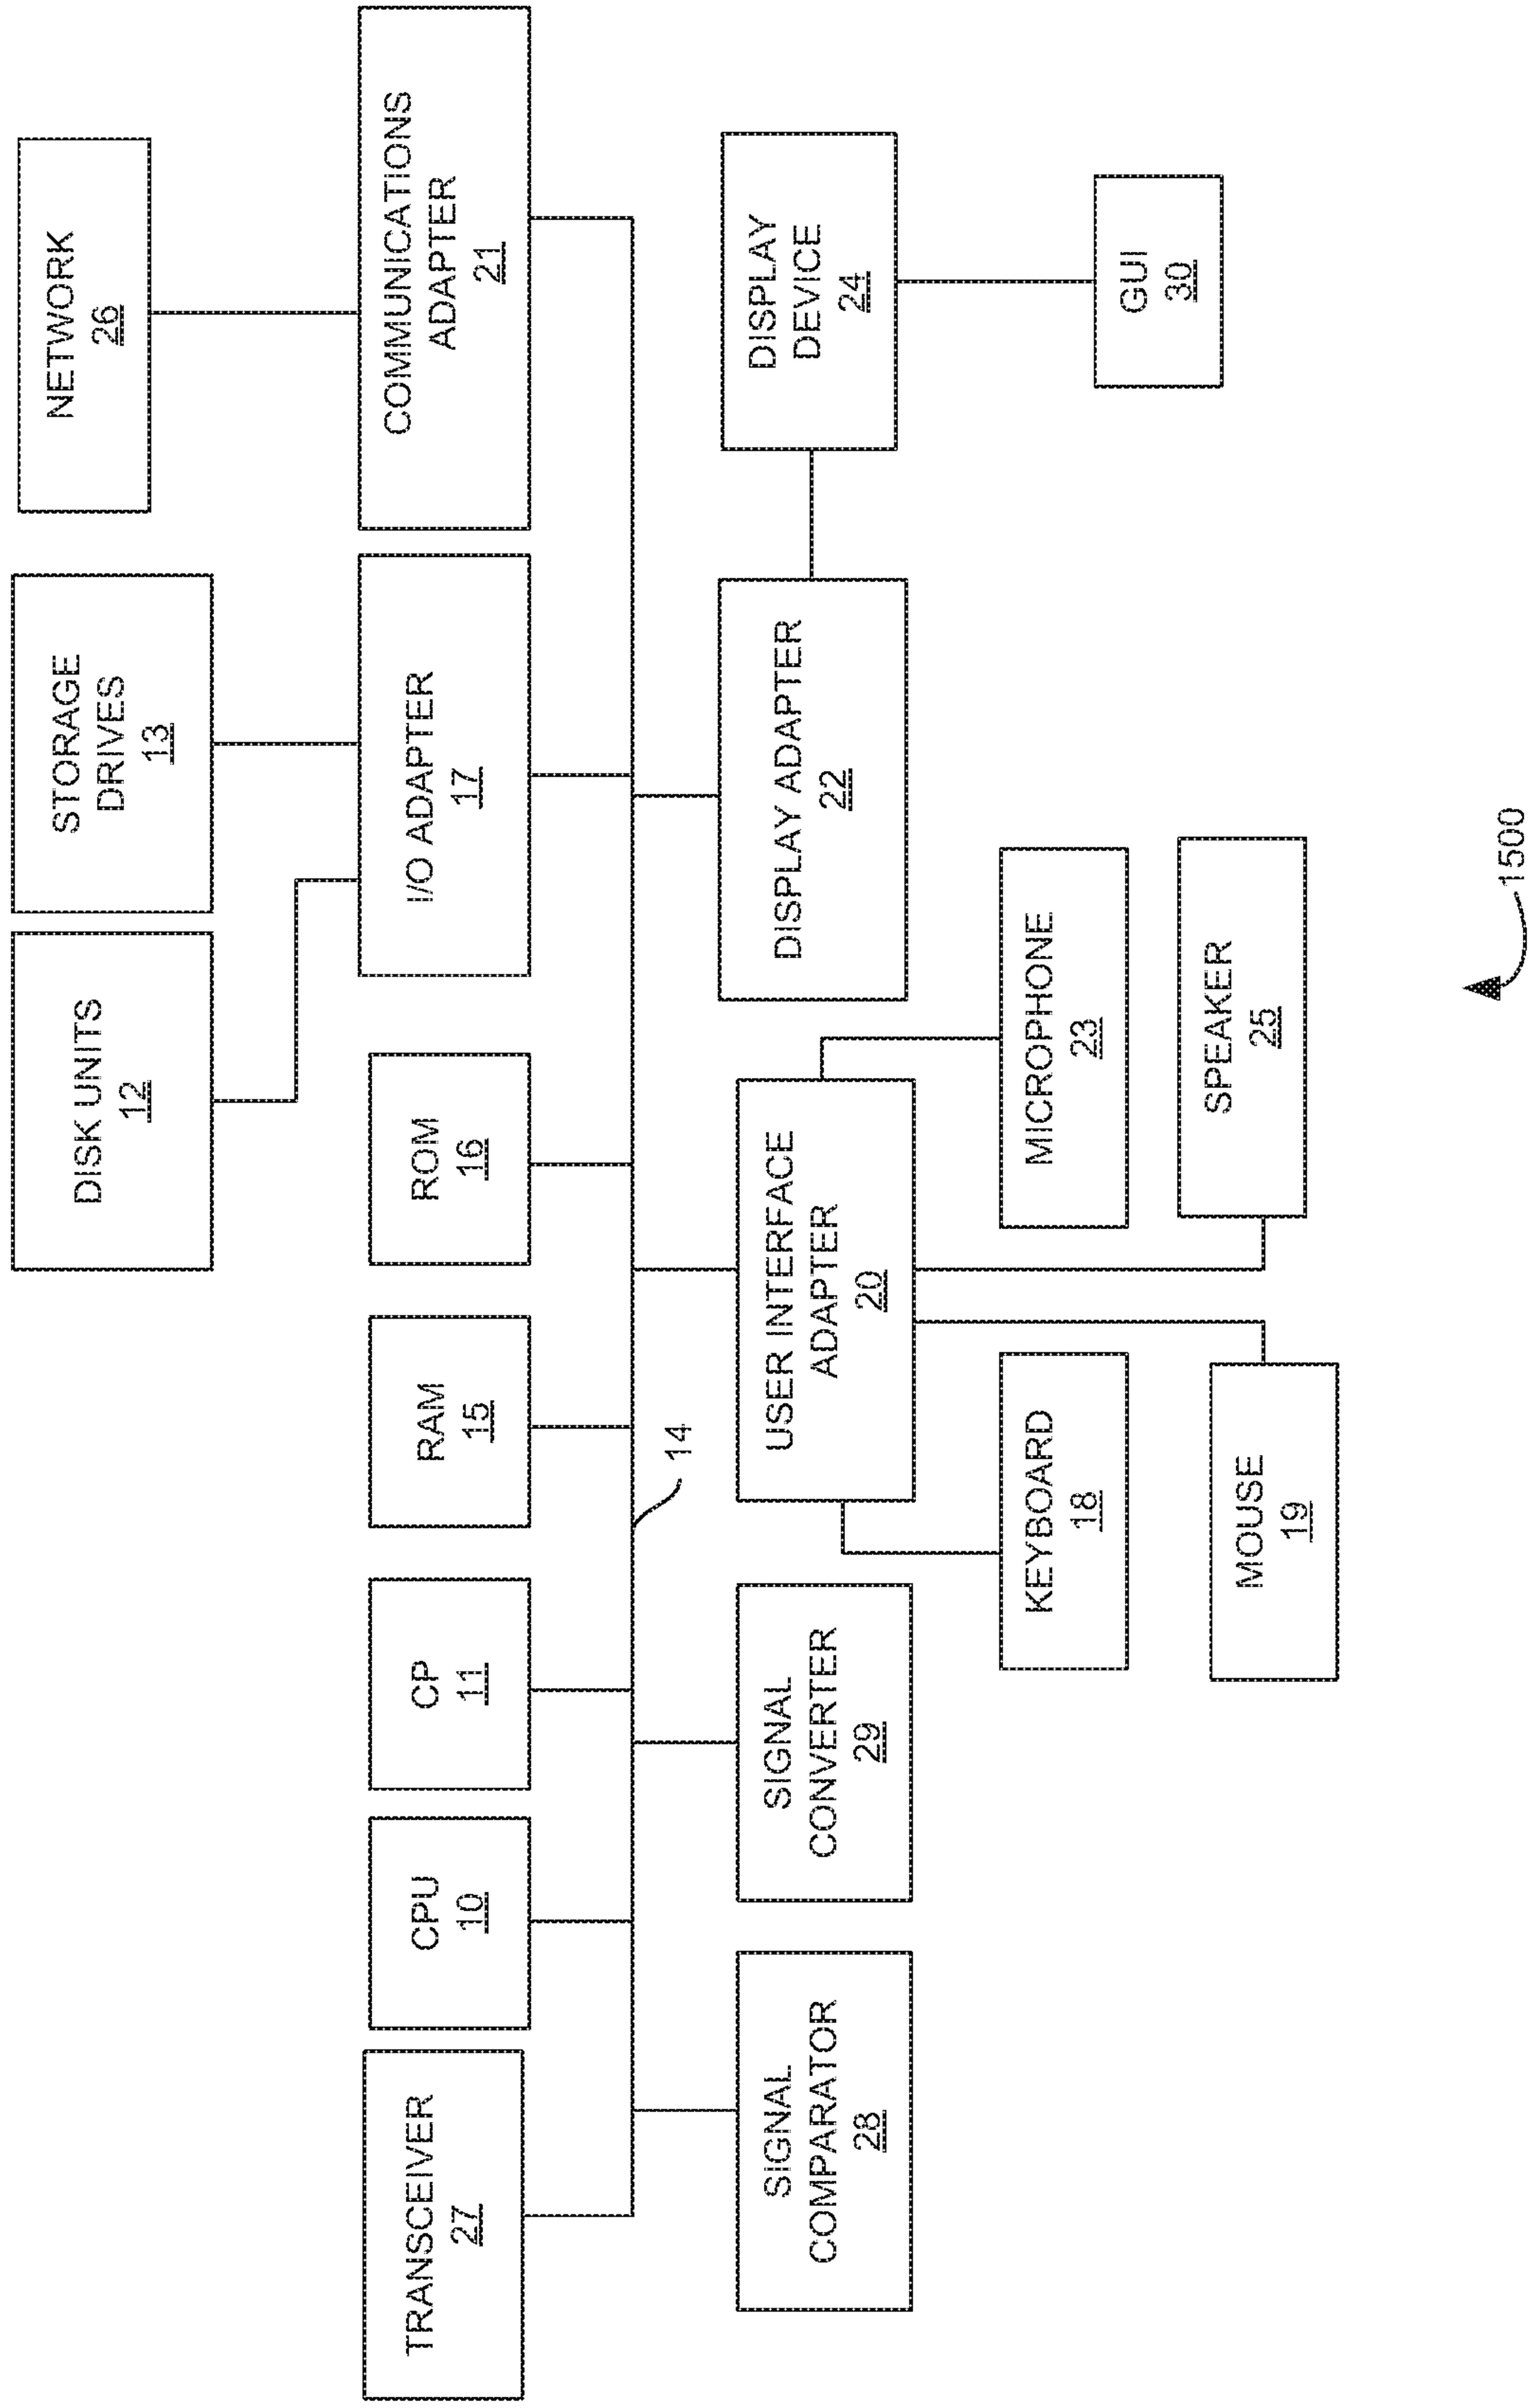 DISK UNITS
12
STORAGE
DRIVES
13
NETWORK
26
TRANSCEIVER
27
CPU
10
CP
11
RAM
15
ROM
16
I/O ADAPTER
17
COMMUNICATIONS
ADAPTER
21
14
SIGNAL
COMPARATOR
28
SIGNAL
CONVERTER
29
USER INTERFACE
ADAPTER
20
DISPLAY ADAPTER
22
DISPLAY
DEVICE
24
KEYBOARD
18
MICROPHONE
23
GUI
30
MOUSE
19
SPEAKER
25
1500